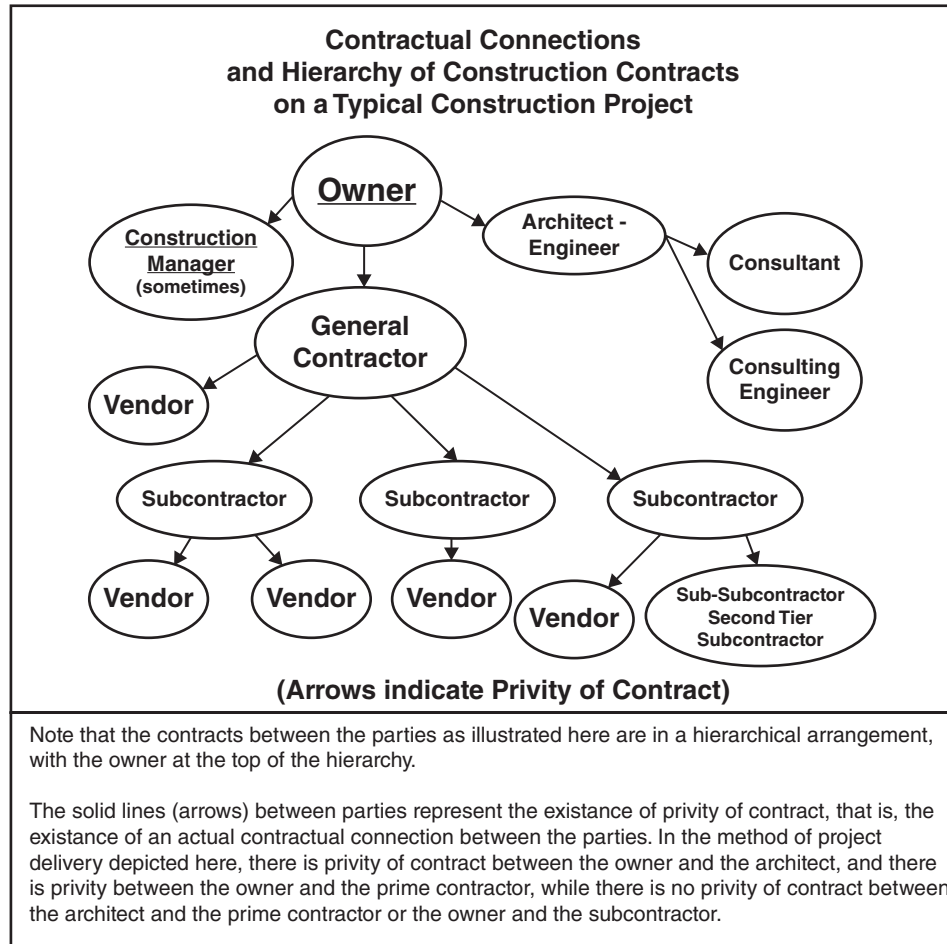 Contractual Connections
and Hierarchy of Construction Contracts
on a Typical Construction Project
Owner
Construction
Manager
(sometimes)
Architect -
Engineer
Consultant
General
Contractor
Consulting
Engineer
Vendor
Subcontractor
Subcontractor
Subcontractor
Vendor
Vendor
Vendor
Vendor
Sub-Subcontractor
Second Tier
Subcontractor
(Arrows indicate Privity of Contract)
Note that the contracts between the parties as illustrated here are in a hierarchical arrangement,
with the owner at the top of the hierarchy.
The solid lines (arrows) between parties represent the existance of privity of contract, that is, the
existance of an actual contractual connection between the parties. In the method of project
delivery depicted here, there is privity of contract between the owner and the architect, and there
is privity between the owner and the prime contractor, while there is no privity of contract between
the architect and the prime contractor or the owner and the subcontractor.